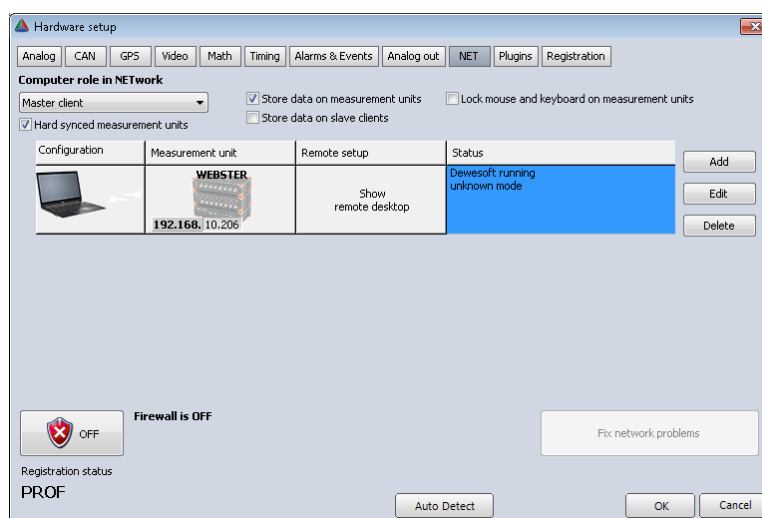 Hardware setup
Analog CAN GPS Video Math Timing Alarms & Events Analog out NET Plugins Registration
Computer role in NETwork
Master client
Store data on measurement units
Lock mouse and keyboard on measurement units
Hard synced measurement units
Store data on slave clients
Configuration Measurement unit Remote setup Status
Add
WEBSTER
Dewesoft running
unknown mode
Show
remote desktop
Edit
192.168. 10.206
Delete
Firewall is OFF
OFF
Fix network problems
Registration status
PROF
Auto Detect
OK
Cancel